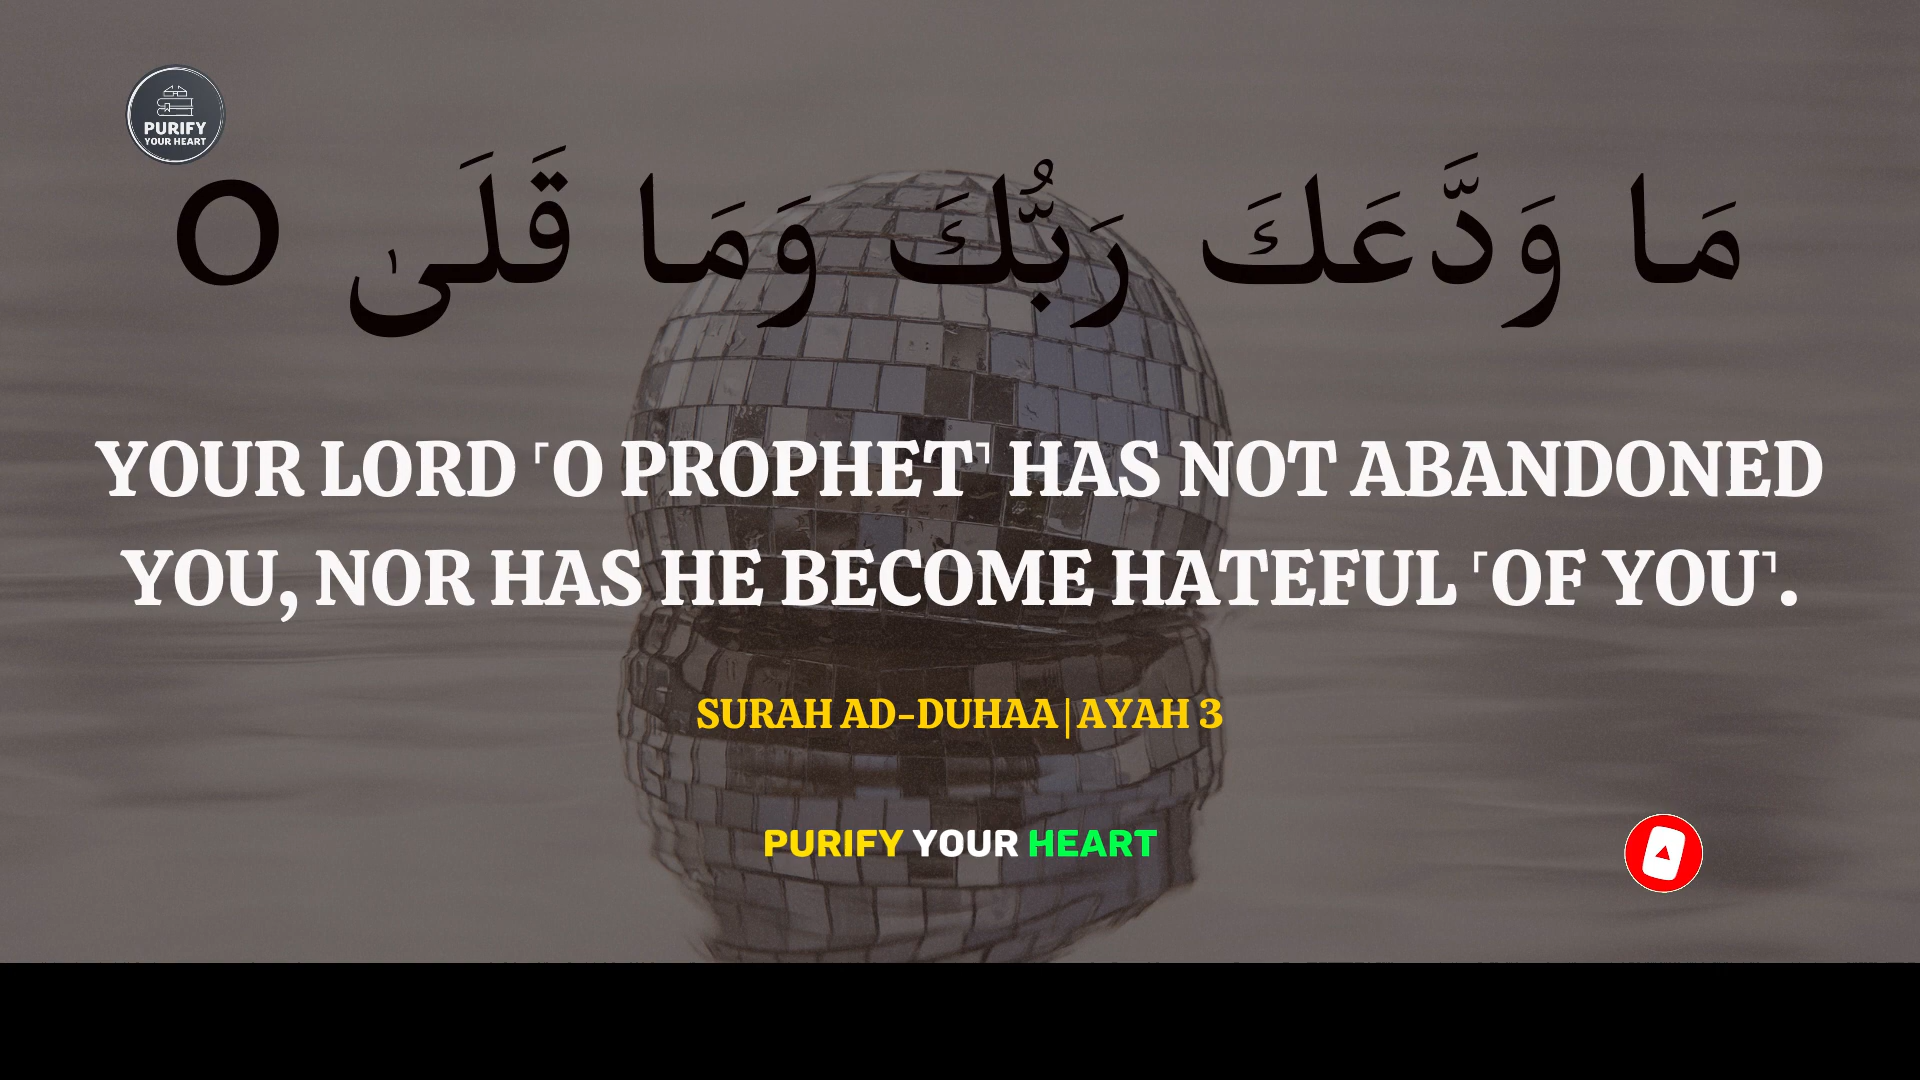 PURIFY
YOUR HEART
مَا وَدَّعَكَ رَبُّكَ وَمَا قَلَىٰ O
YOUR LORD ˹O PROPHET˺ HAS NOT ABANDONED
YOU, NOR HAS HE BECOME HATEFUL ˹OF YOU˺.
SURAH AD-DUHAA|AYAH 3
PURIFY YOUR HEART